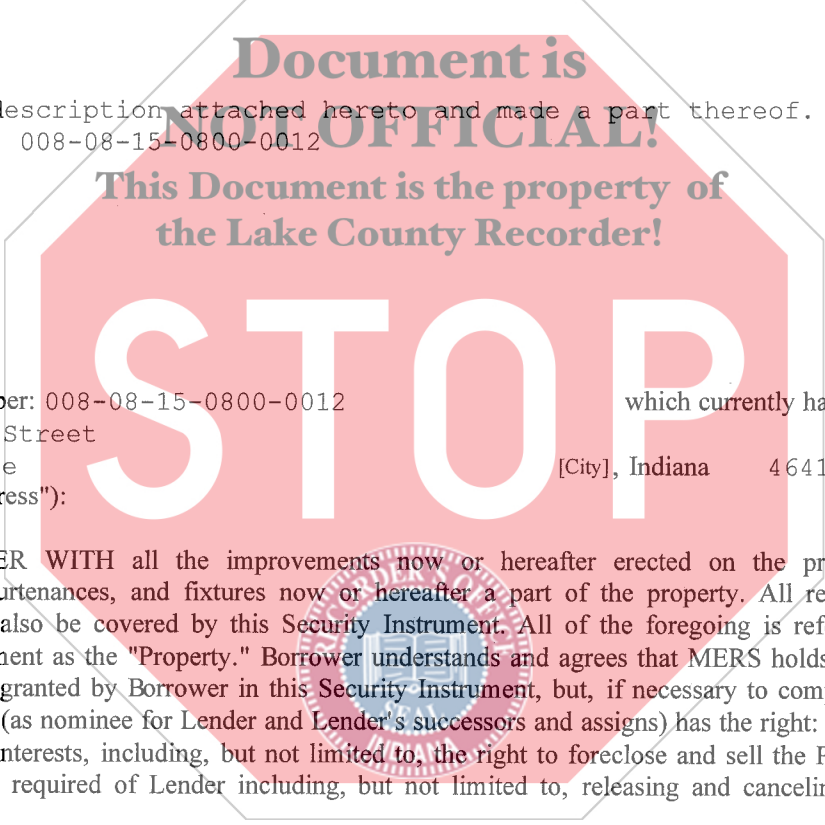 Document is
description attached hereto and made a part thereof.
NOT OFFICIAL!
008-08-15-0800-0012
This Document is the property of
the Lake County Recorder!
STOP
ber: 008-08-15-0800-0012 which currently ha
Street
e [City], Indiana 4641
ress"):
ER WITH all the improvements now or hereafter erected on the pr
urtenances, and fixtures now or hereafter a part of the property. All re
also be covered by this Security Instrument. All of the foregoing is ref
nent as the "Property." Borrower understands and agrees that MERS holds
granted by Borrower in this Security Instrument, but, if necessary to com
(as nominee for Lender and Lender's successors and assigns) has the right:
nterests, including, but not limited to, the right to foreclose and sell the P
required of Lender including, but not limited to, releasing and cancelin
RECORDER'S OFFICE
SEAL
INDIANA